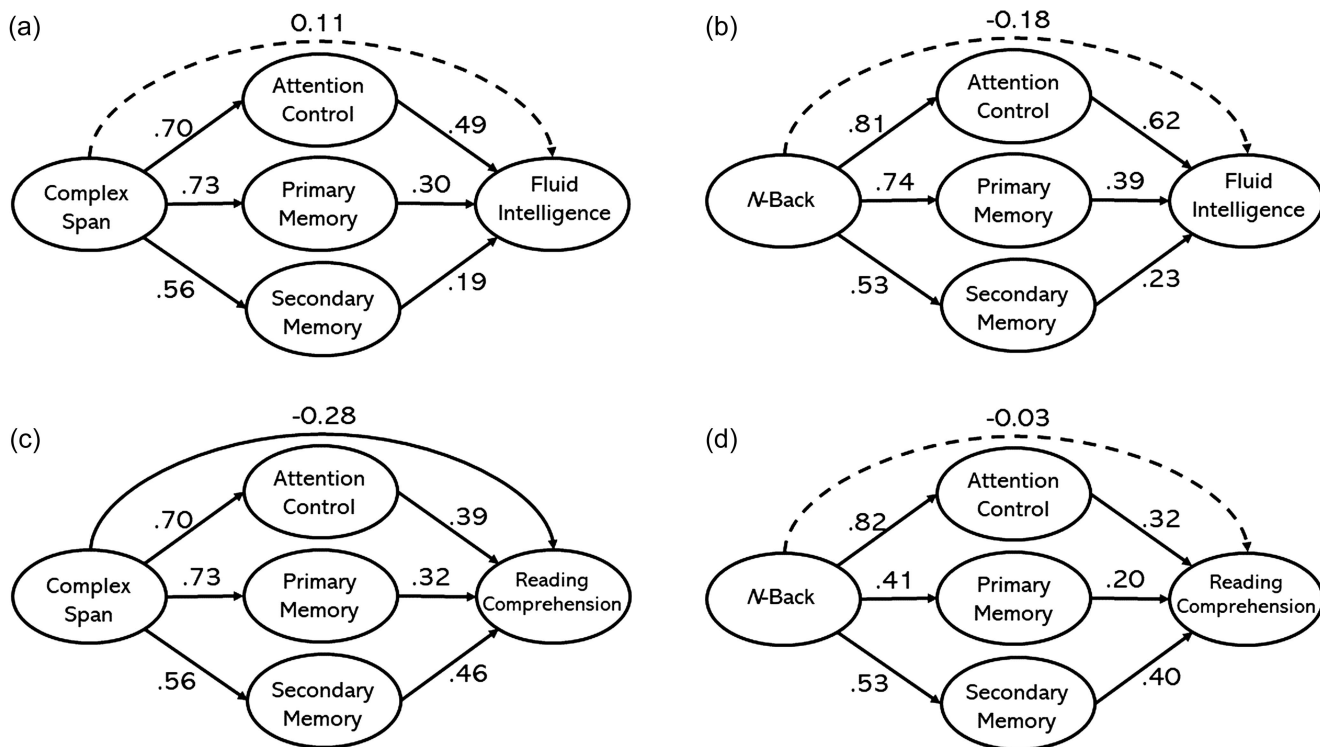 (a)
0.11
Attention
Control
.70
.49
Complex
Span
.73
Primary
Memory
.30
Fluid
Intelligence
.56
Secondary
Memory
.19
(b)
-0.18
Attention
Control
.81
.62
N-Back
.74
Primary
Memory
.39
Fluid
Intelligence
.53
Secondary
Memory
.23
(c)
-0.28
Attention
Control
.70
.39
Complex
Span
.73
Primary
Memory
.32
Reading
Comprehension
.56
Secondary
Memory
.46
(d)
-0.03
Attention
Control
.82
.32
N-Back
.41
Primary
Memory
.20
Reading
Comprehension
.53
Secondary
Memory
.40